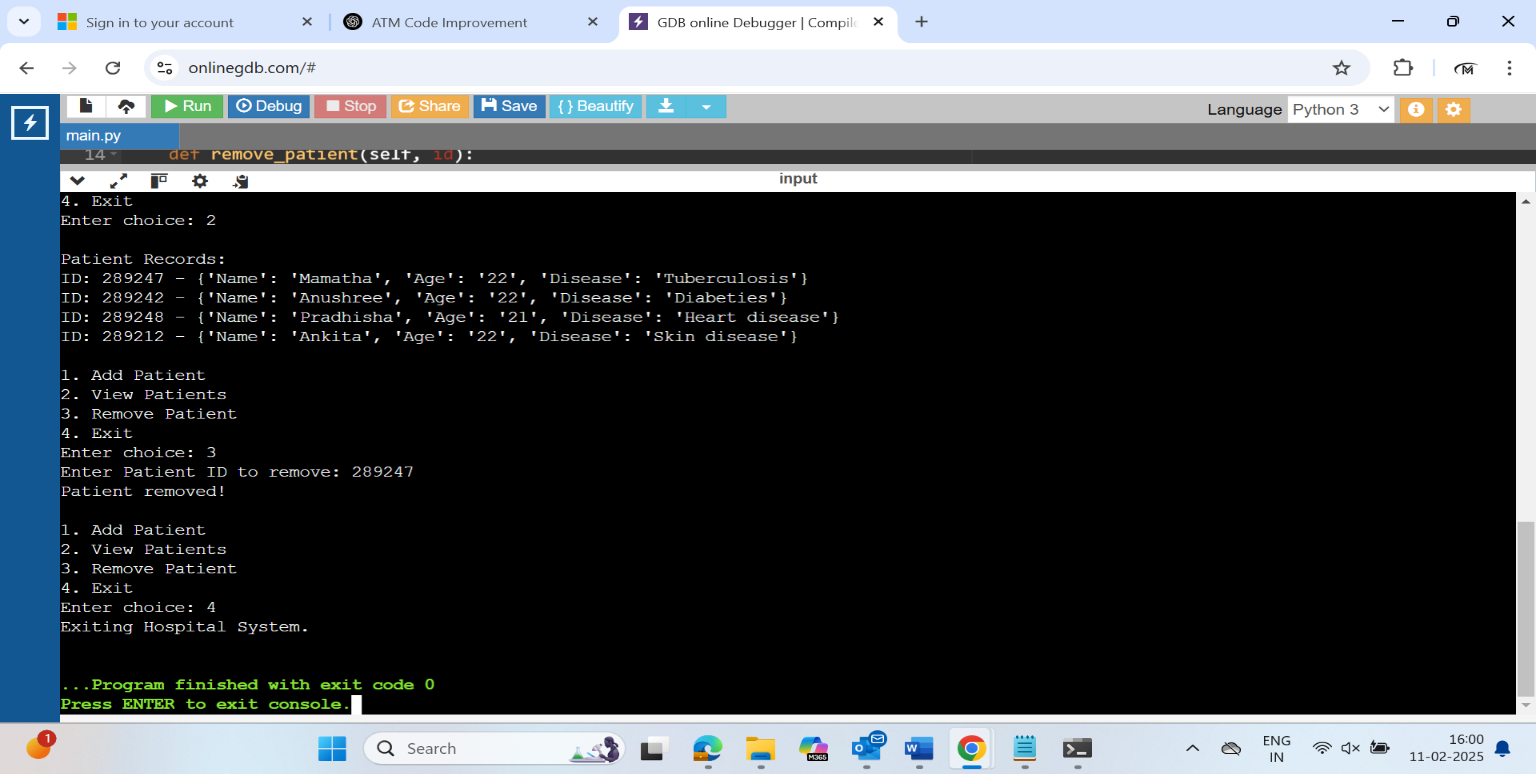 Sign in to your account
ATM Code Improvement
GDB online Debugger | Compile
onlinegdb.com/#
Run
Debug
Stop
Share
Save
{ } Beautify
Language
Python 3
main.py
14
def remove_patient(self, id):
input
4. Exit
Enter choice: 2
Patient Records:
ID: 289247 - {'Name': 'Mamatha', 'Age': '22', 'Disease': 'Tuberculosis'}
ID: 289242 - {'Name': 'Anushree', 'Age': '22', 'Disease': 'Diabeties'}
ID: 289248 - {'Name': 'Pradhisha', 'Age': '21', 'Disease': 'Heart disease'}
ID: 289212 - {'Name': 'Ankita', 'Age': '22', 'Disease': 'Skin disease'}
1. Add Patient
2. View Patients
3. Remove Patient
4. Exit
Enter choice: 3
Enter Patient ID to remove: 289247
Patient removed!
1. Add Patient
2. View Patients
3. Remove Patient
4. Exit
Enter choice: 4
Exiting Hospital System.
...Program finished with exit code 0
Press ENTER to exit console.
1
Search
M365
ENG
IN
16:00
11-02-2025